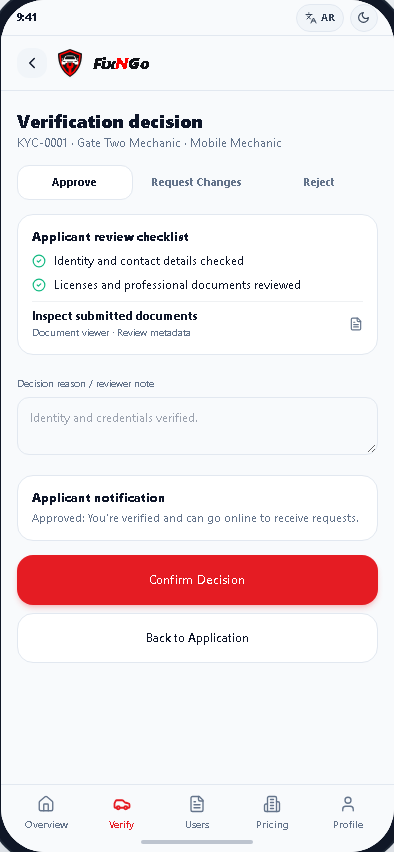 9:41
AR
FixNGo
Verification decision
KYC-0001 · Gate Two Mechanic · Mobile Mechanic
Approve
Request Changes
Reject
Applicant review checklist
Identity and contact details checked
Licenses and professional documents reviewed
Inspect submitted documents
Document viewer · Review metadata
Decision reason / reviewer note
Identity and credentials verified.
Applicant notification
Approved: You're verified and can go online to receive requests.
Confirm Decision
Back to Application
Overview
Verify
Users
Pricing
Profile